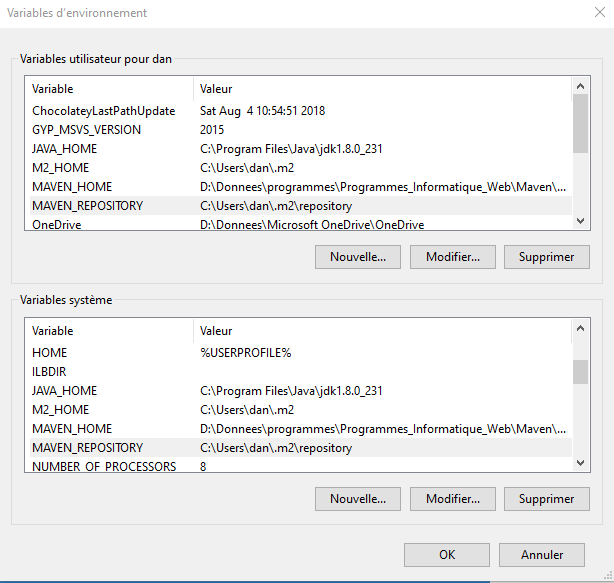 Variables d'environnement
Variables utilisateur pour dan
Variable Valeur
ChocolateyLastPathUpdate Sat Aug 4 10:54:51 2018
GYP_MSVS_VERSION 2015
JAVA_HOME C:\Program Files\Java\jdk1.8.0_231
M2_HOME C:\Users\dan\.m2
MAVEN_HOME D:\Donnees\programmes\Programmes_Informatique_Web\Maven\...
MAVEN_REPOSITORY C:\Users\dan\.m2\repository
OneDrive D:\Donnees\Microsoft OneDrive\OneDrive
Nouvelle... Modifier... Supprimer
Variables système
Variable Valeur
HOME %USERPROFILE%
ILBDIR
JAVA_HOME C:\Program Files\Java\jdk1.8.0_231
M2_HOME C:\Users\dan\.m2
MAVEN_HOME D:\Donnees\programmes\Programmes_Informatique_Web\Maven\...
MAVEN_REPOSITORY C:\Users\dan\.m2\repository
NUMBER_OF_PROCESSORS 8
Nouvelle... Modifier... Supprimer
OK Annuler